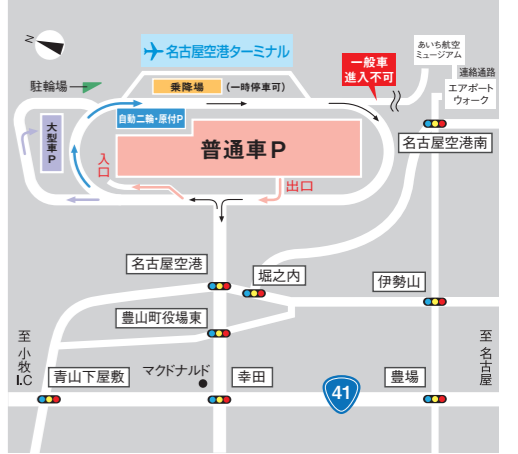 N
名古屋空港ターミナル
あいち航空
ミュージアム
連絡通路
エアポート
ウォーク
一般車
進入不可
駐輪場
乗降場
(一時停車可)
自動二輪・原付P
大型車P
普通車P
入口
出口
名古屋空港南
名古屋空港
堀之内
伊勢山
豊山町役場東
至 小牧I.C
至 名古屋
青山下屋敷
マクドナルド
幸田
41
豊場